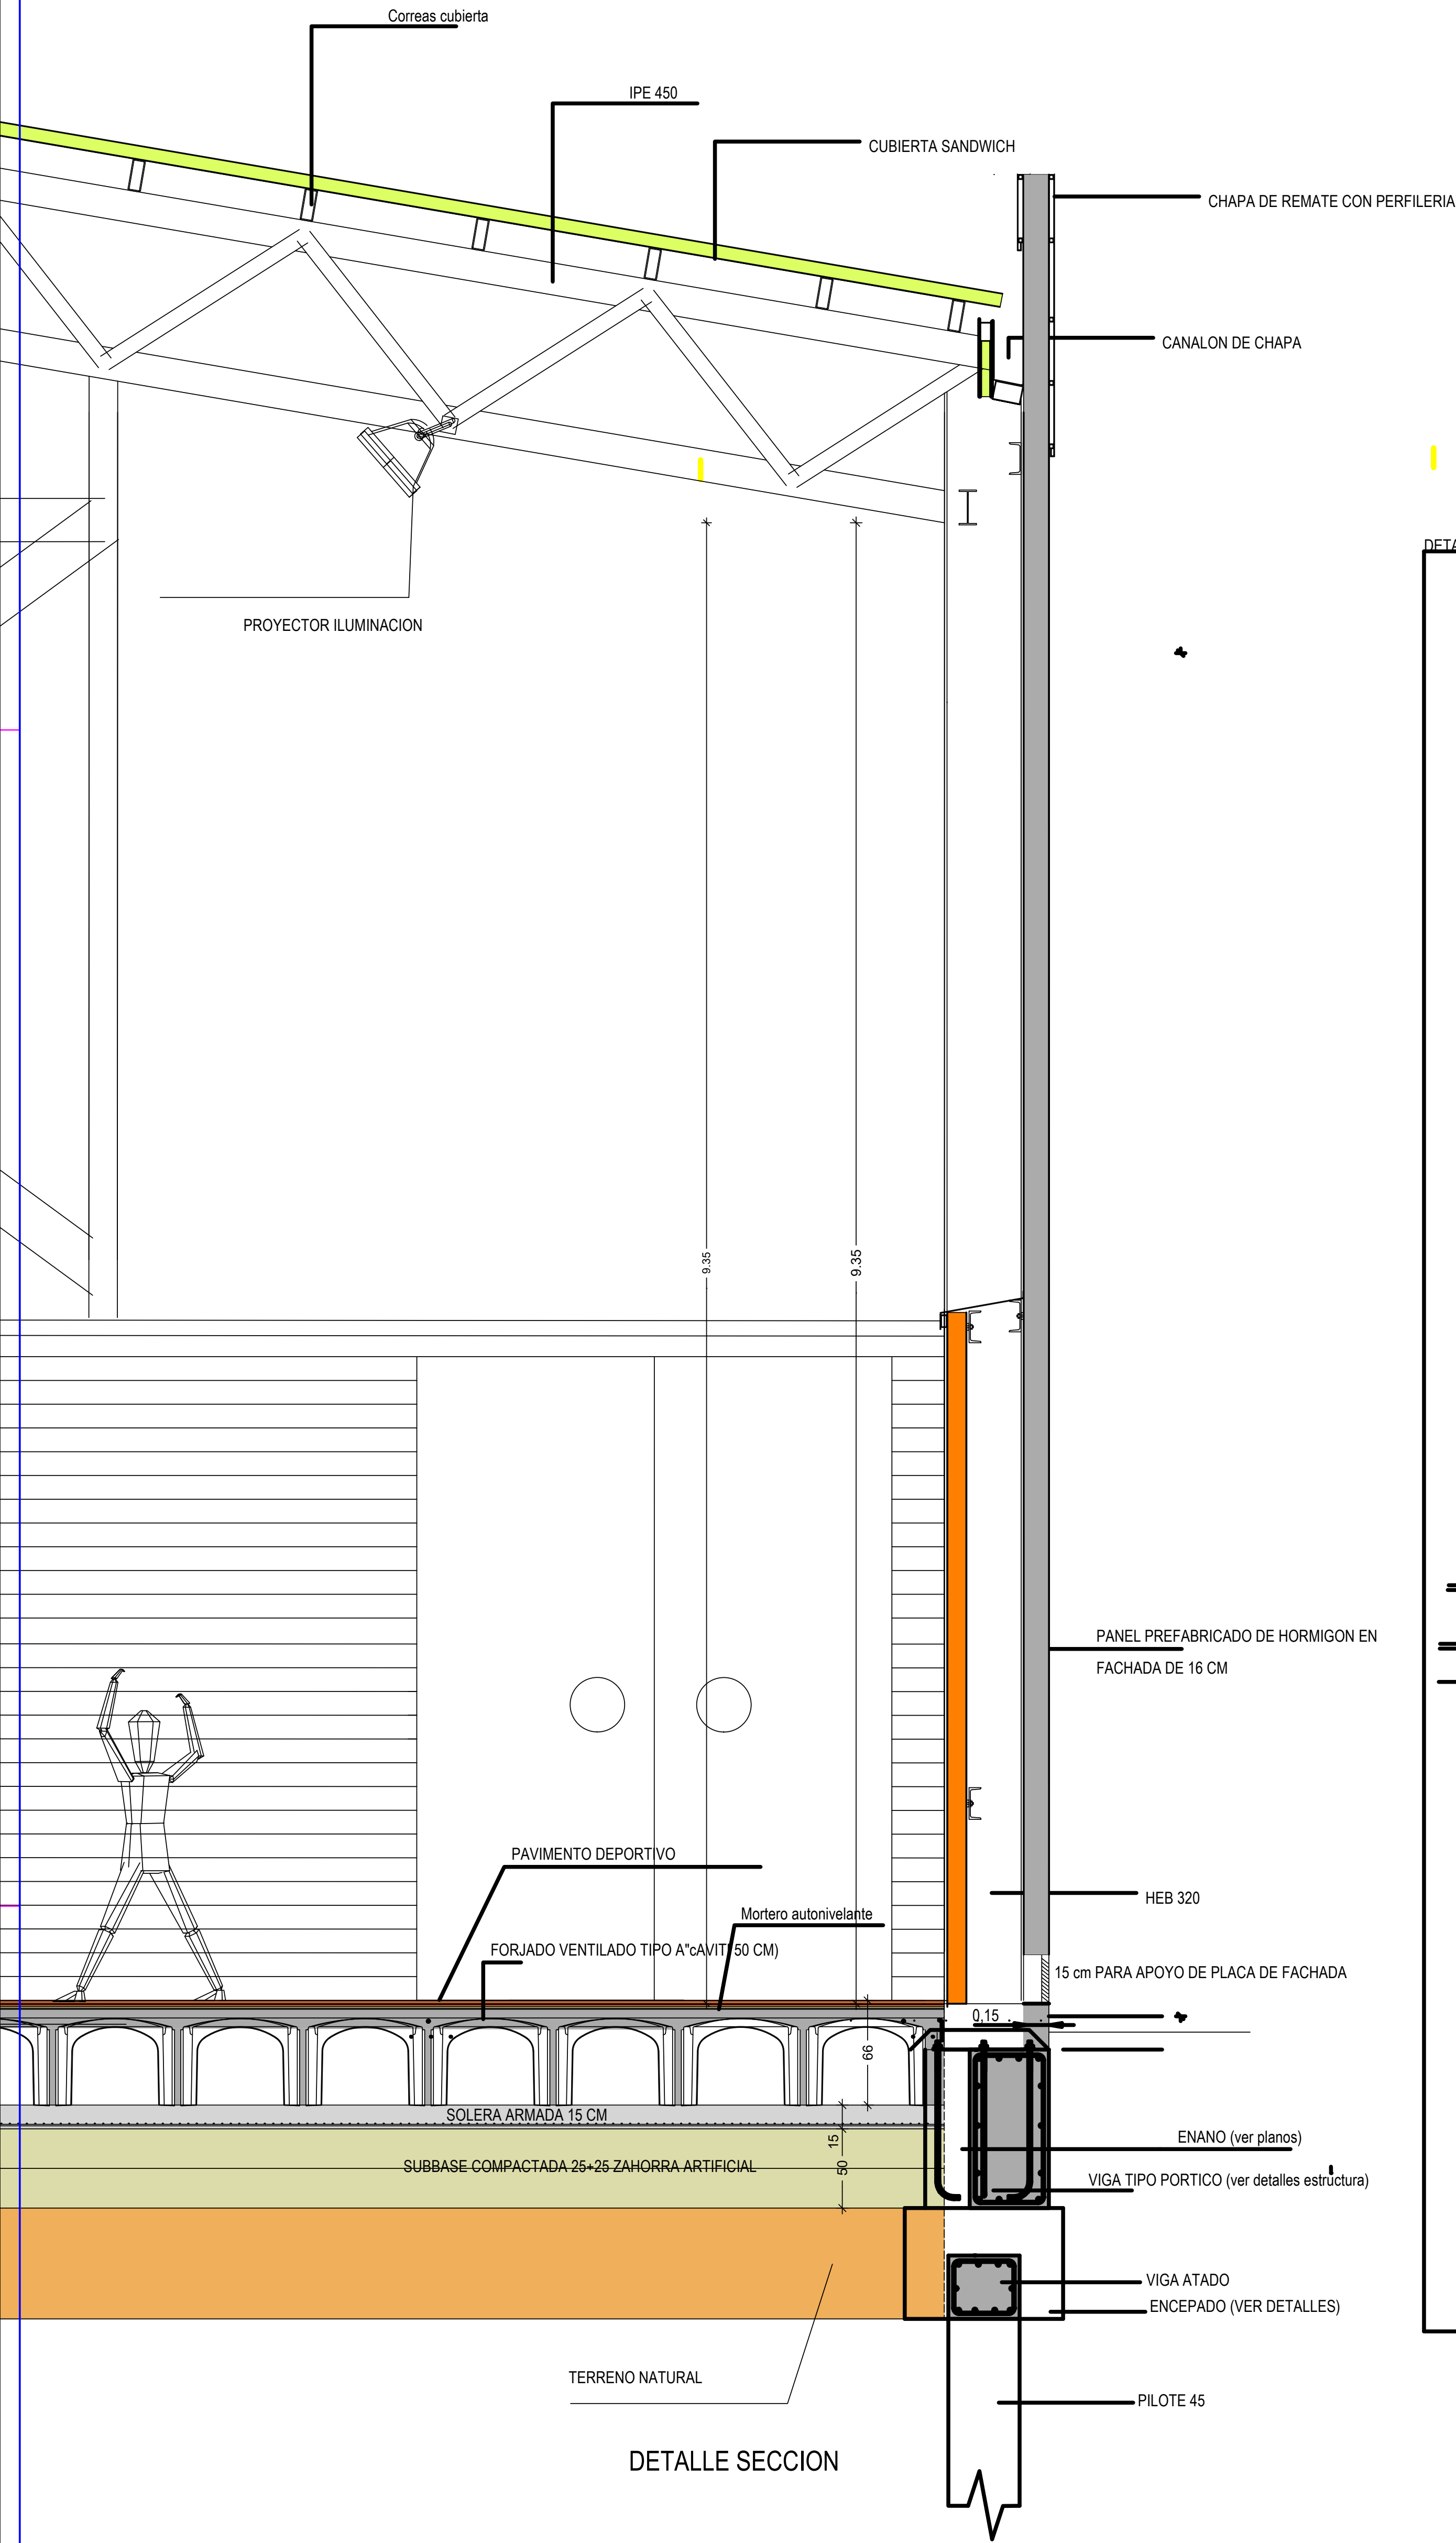 Correas cubierta
IPE 450
CUBIERTA SANDWICH
CHAPA DE REMATE CON PERFILERIA
CANALON DE CHAPA
DETA
PROYECTOR ILUMINACION
9.35
9.35
PANEL PREFABRICADO DE HORMIGON EN
FACHADA DE 16 CM
PAVIMENTO DEPORTIVO
HEB 320
Mortero autonivelante
FORJADO VENTILADO TIPO A"cAVITI 50 CM)
15 cm PARA APOYO DE PLACA DE FACHADA
0,15
66
SOLERA ARMADA 15 CM
15
50
SUBBASE COMPACTADA 25+25 ZAHORRA ARTIFICIAL
ENANO (ver planos)
VIGA TIPO PORTICO (ver detalles estructura)
VIGA ATADO
ENCEPADO (VER DETALLES)
TERRENO NATURAL
PILOTE 45
DETALLE SECCION